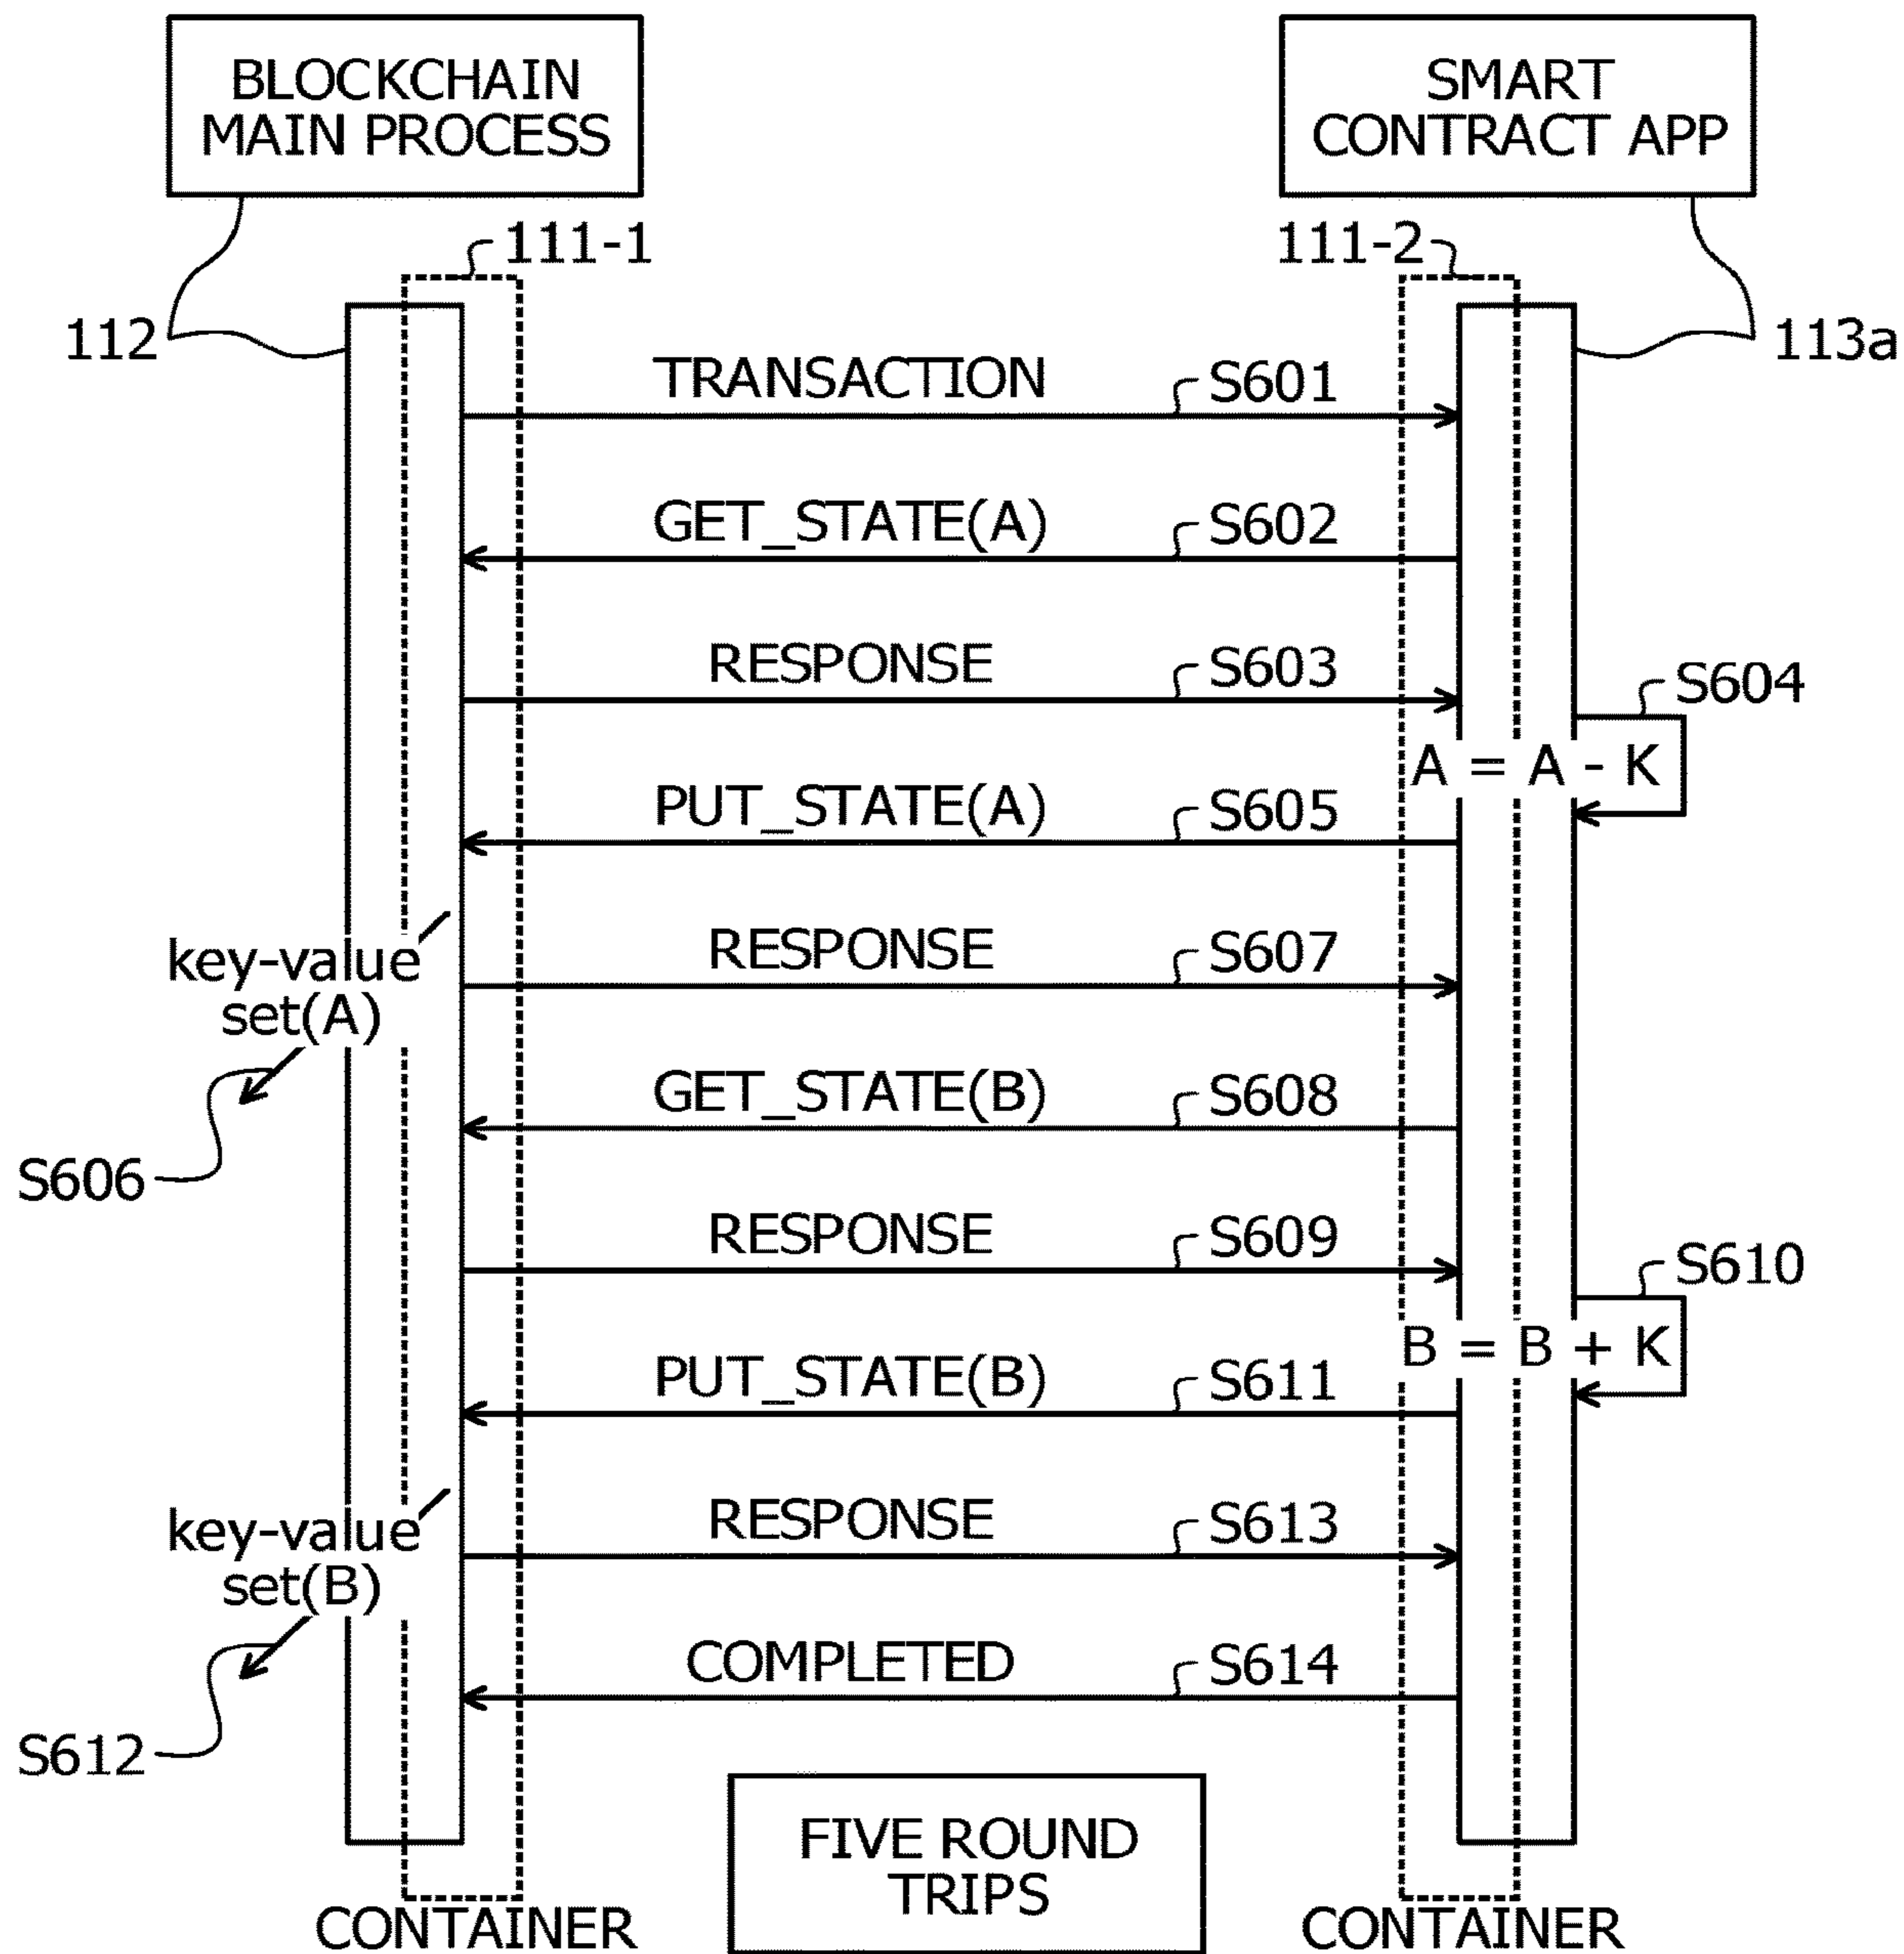 BLOCKCHAIN
MAIN PROCESS
SMART
CONTRACT APP
111-1
111-2
112
113a
TRANSACTION
S601
GET_STATE(A)
S602
RESPONSE
S603
S604
A = A - K
PUT_STATE(A)
S605
key-value
set(A)
RESPONSE
S607
GET_STATE(B)
S608
S606
RESPONSE
S609
S610
B = B + K
PUT_STATE(B)
S611
key-value
set(B)
RESPONSE
S613
COMPLETED
S614
S612
FIVE ROUND
TRIPS
CONTAINER
CONTAINER